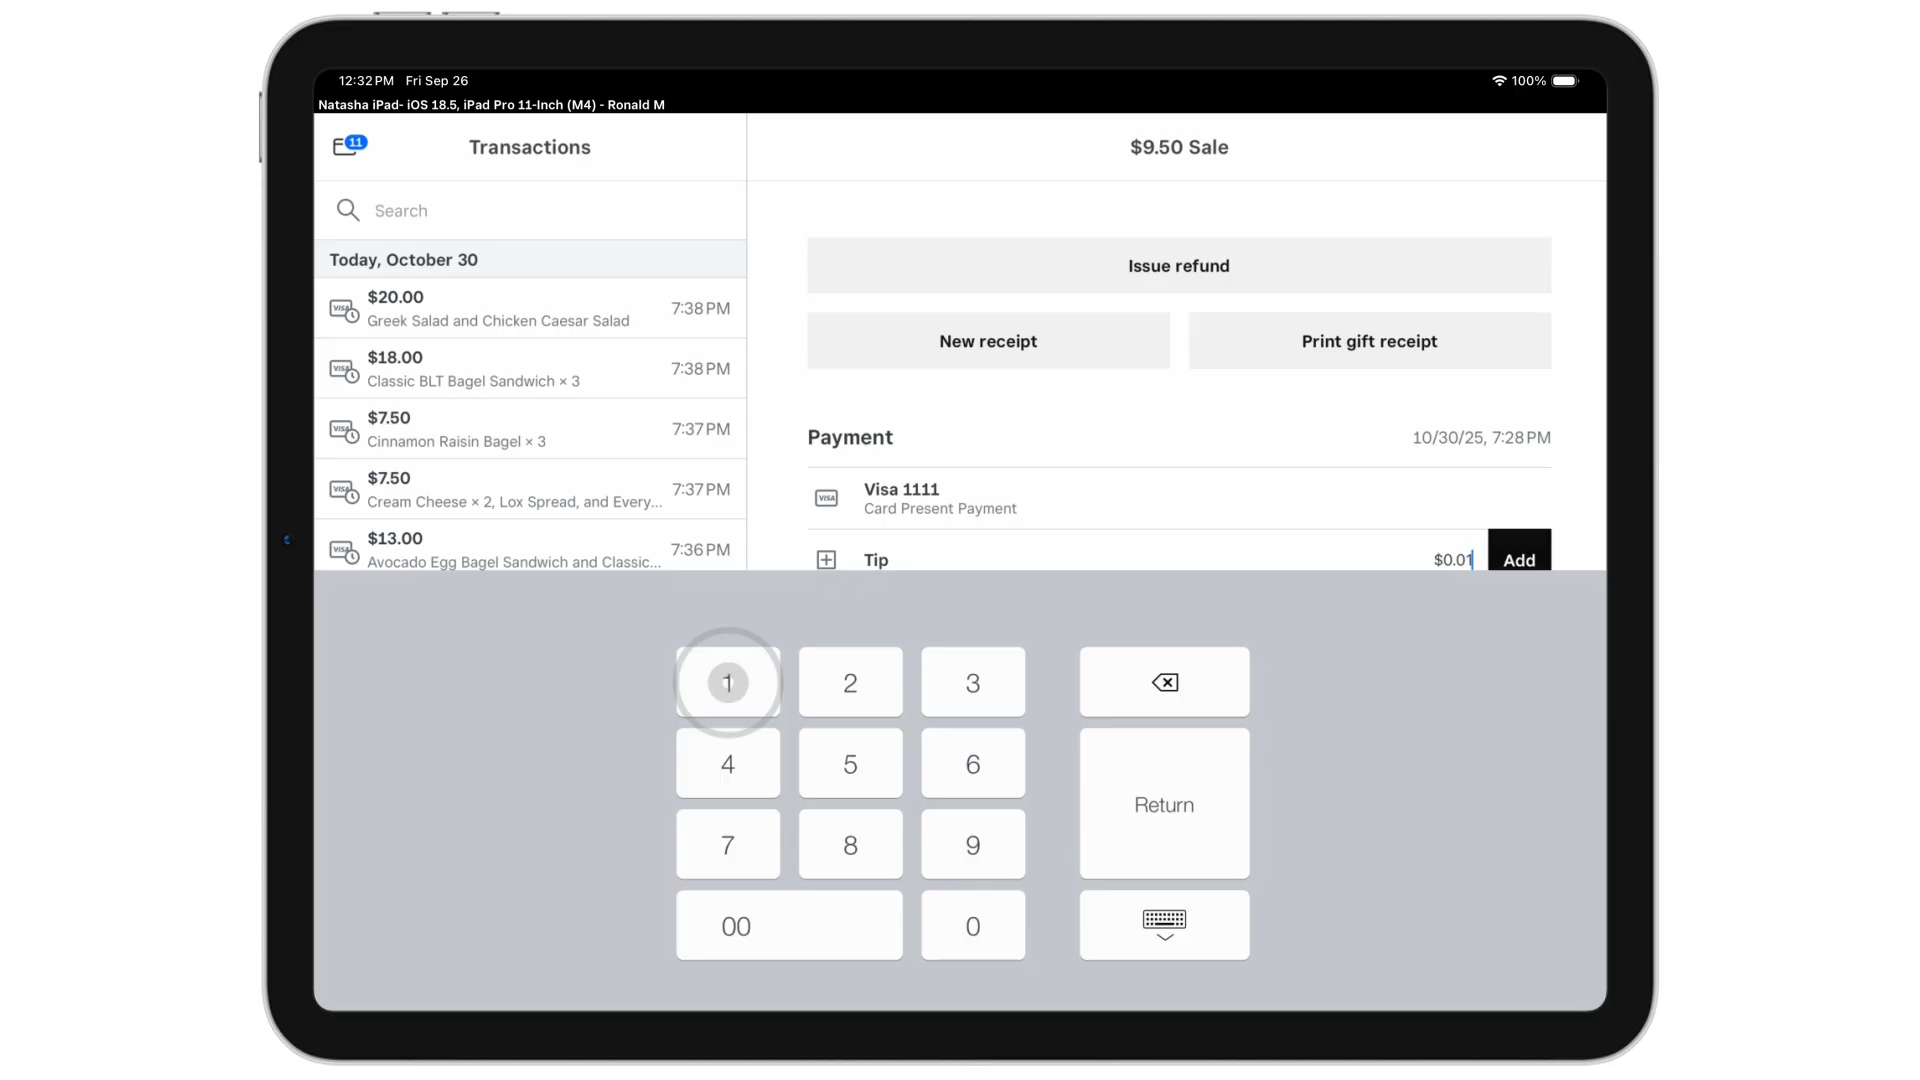 12:32 PM Fri Sep 26
100%
Natasha iPad- iOS 18.5, iPad Pro 11-Inch (M4) - Ronald M
11
Transactions
$9.50 Sale
Search
Today, October 30
$20.00
Greek Salad and Chicken Caesar Salad
7:38 PM
$18.00
Classic BLT Bagel Sandwich × 3
7:38 PM
$7.50
Cinnamon Raisin Bagel × 3
7:37 PM
$7.50
Cream Cheese × 2, Lox Spread, and Every...
7:37 PM
$13.00
Avocado Egg Bagel Sandwich and Classic...
7:36 PM
Issue refund
New receipt
Print gift receipt
Payment
10/30/25, 7:28 PM
VISA
Visa 1111
Card Present Payment
Tip
$0.01
Add
1
2
3
4
5
6
Return
7
8
9
00
0